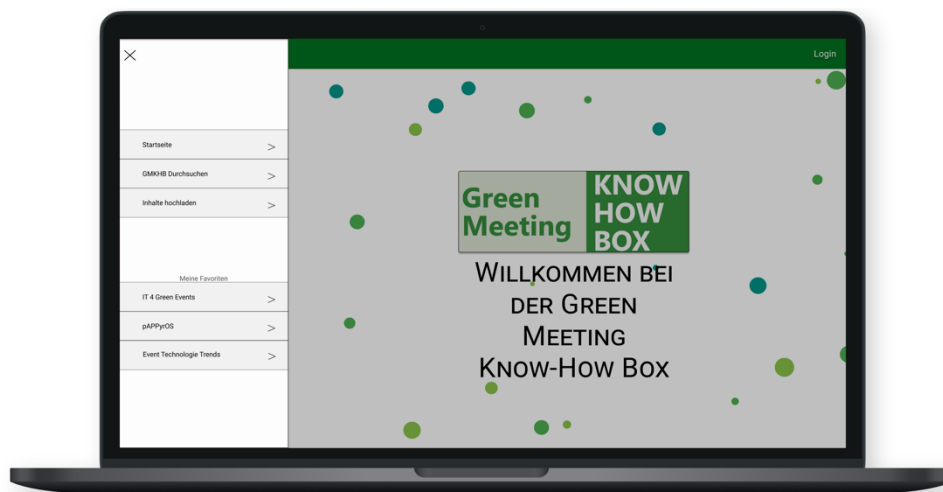 Login
Startseite
GMKHB Durchsuchen
Inhalte hochladen
Meine Favoriten
IT 4 Green Events
pAPPyrOS
Event Technologie Trends
Green
Meeting
KNOW
HOW
BOX
WILLKOMMEN BEI
DER GREEN
MEETING
KNOW-HOW BOX